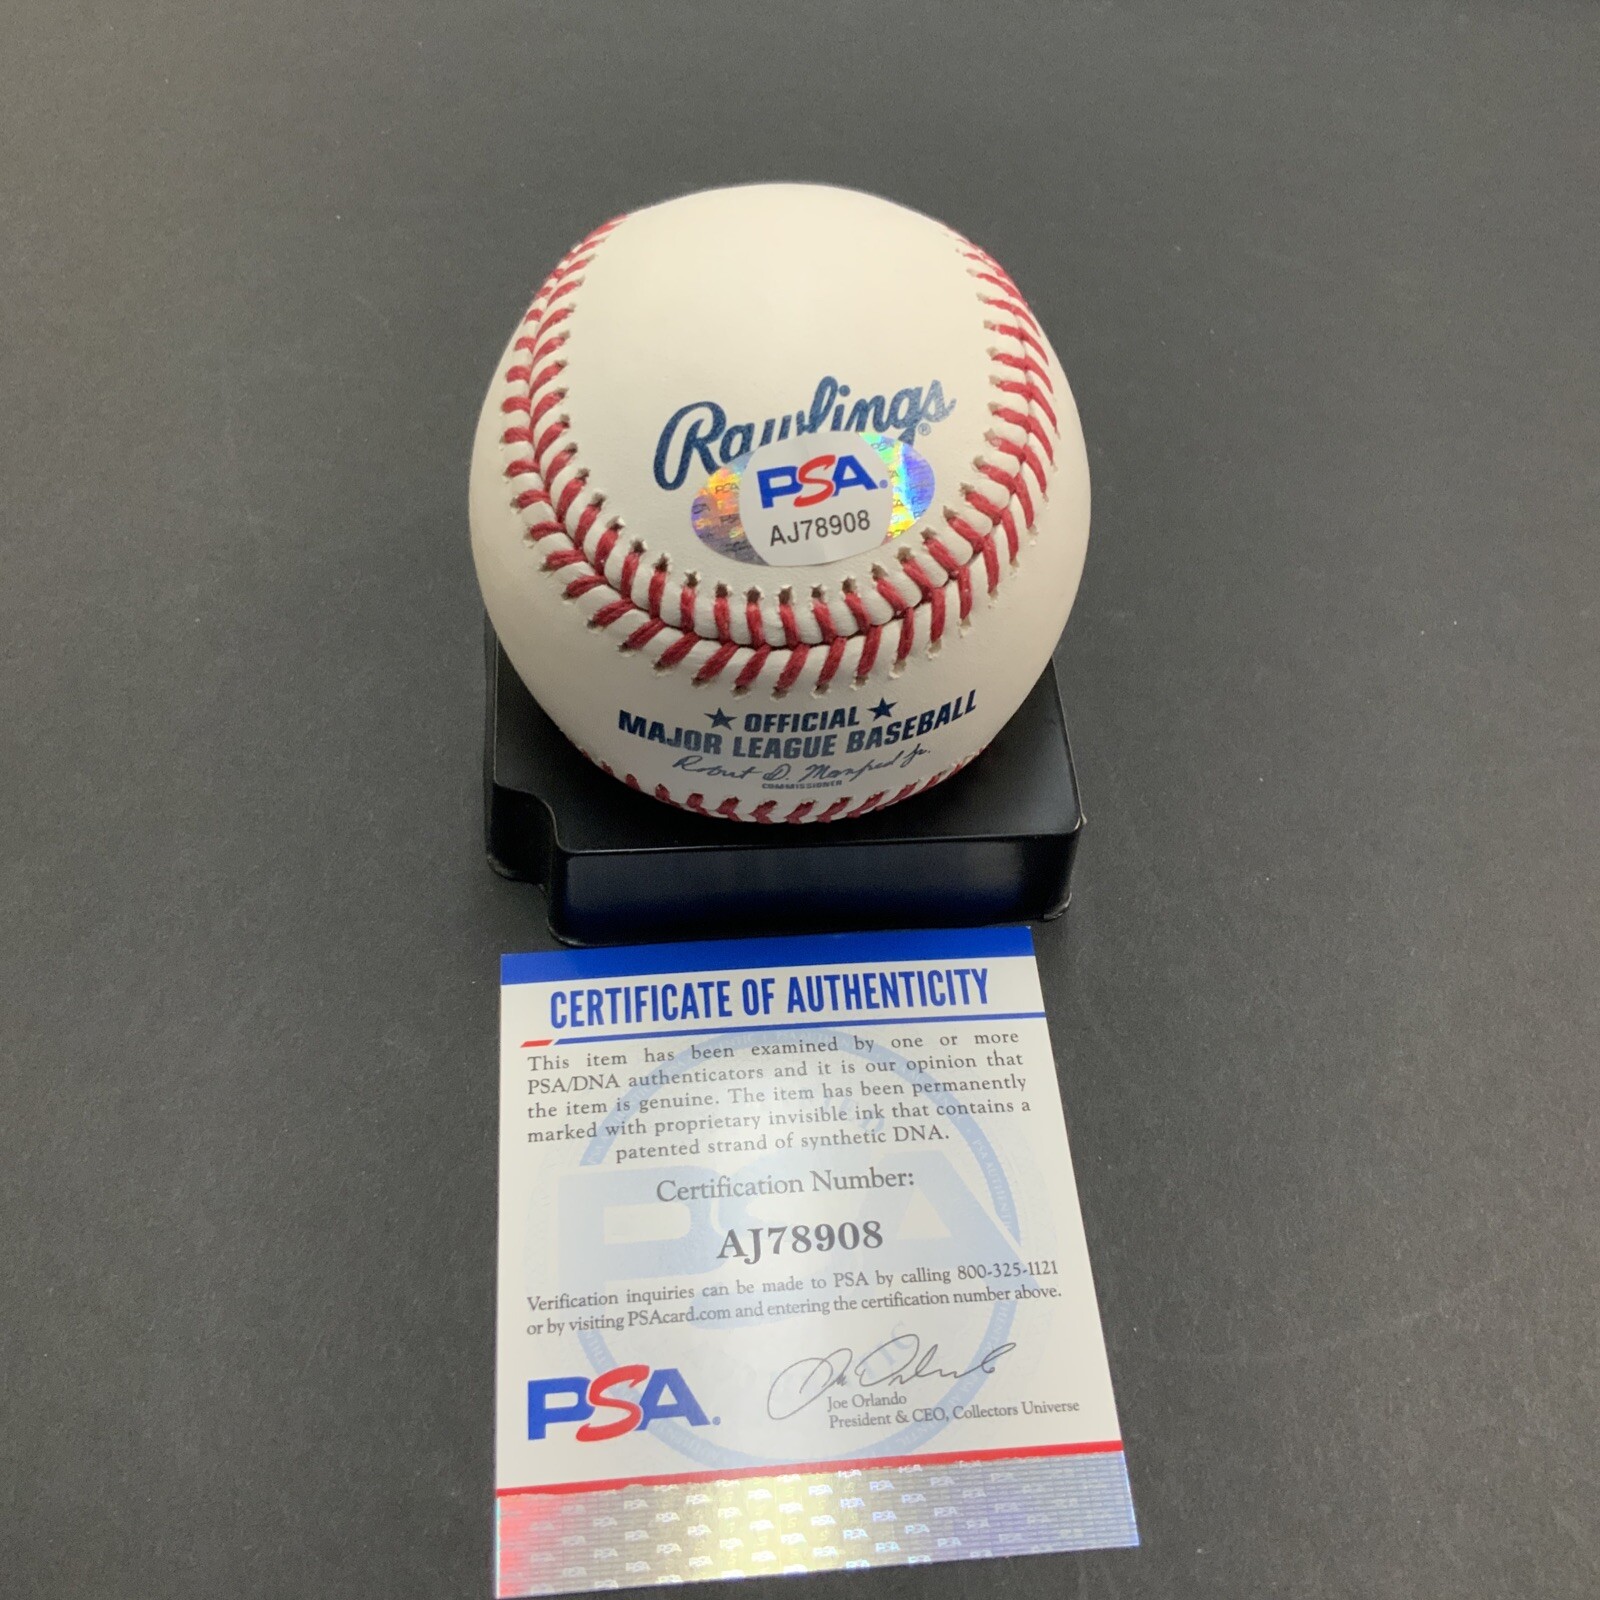 Rawlings®
PSA.
AJ78908
★ OFFICIAL ★
MAJOR LEAGUE BASEBALL
Robert D. Manfred Jr.
COMMISSIONER
CERTIFICATE OF AUTHENTICITY
This item has been examined by one or more
PSA/DNA authenticators and it is our opinion that
the item is genuine. The item has been permanently
marked with proprietary invisible ink that contains a
patented strand of synthetic DNA.
Certification Number:
AJ78908
Verification inquiries can be made to PSA by calling 800-325-1121
or by visiting PSAcard.com and entering the certification number above.
PSA.
Joe Orlando
President & CEO, Collectors Universe